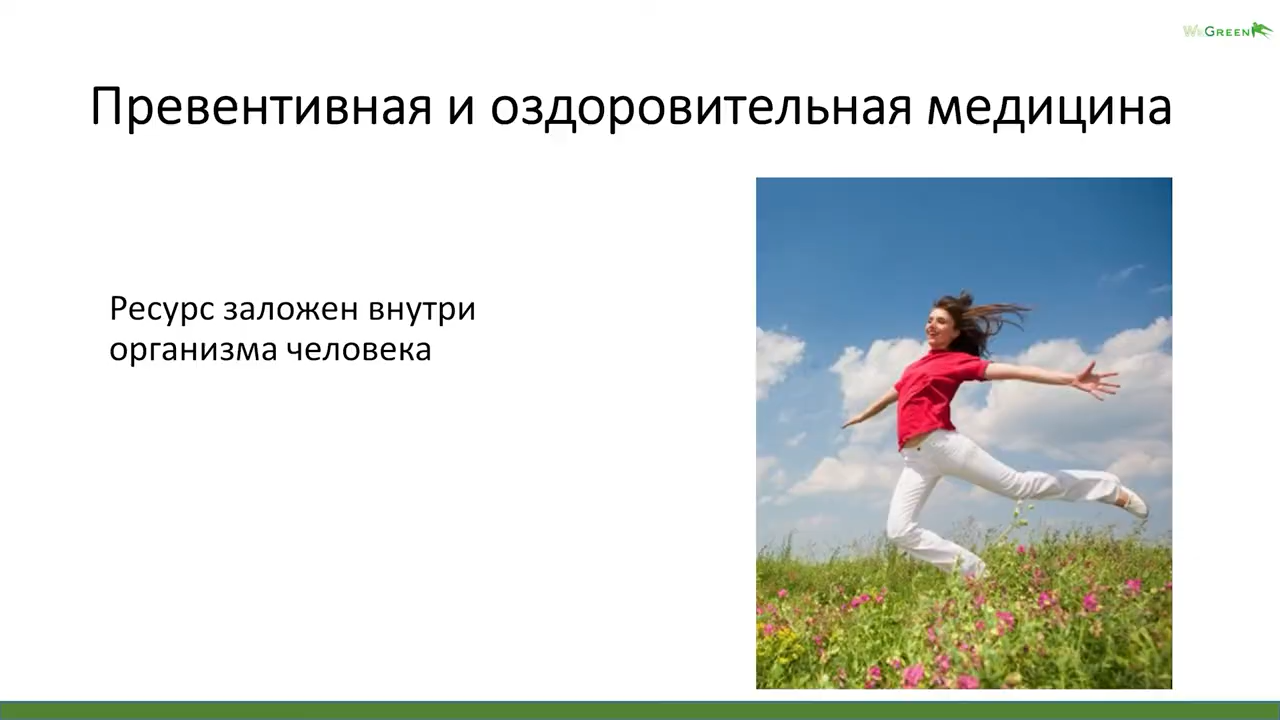 WeGreen
Превентивная и оздоровительная медицина
Ресурс заложен внутри
организма человека